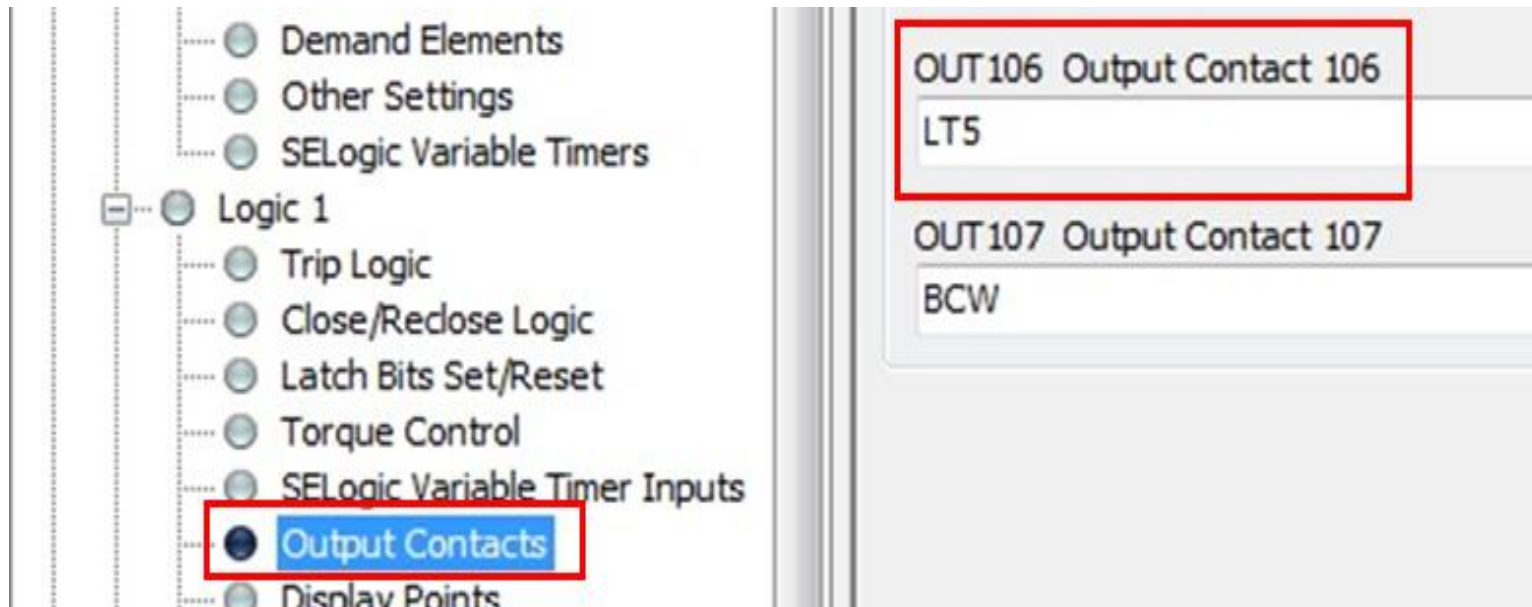 Demand Elements
Other Settings
SELogic Variable Timers
Logic 1
Trip Logic
Close/Reclose Logic
Latch Bits Set/Reset
Torque Control
SELogic Variable Timer Inputs
Output Contacts
Display Points
OUT106 Output Contact 106
LT5
OUT107 Output Contact 107
BCW